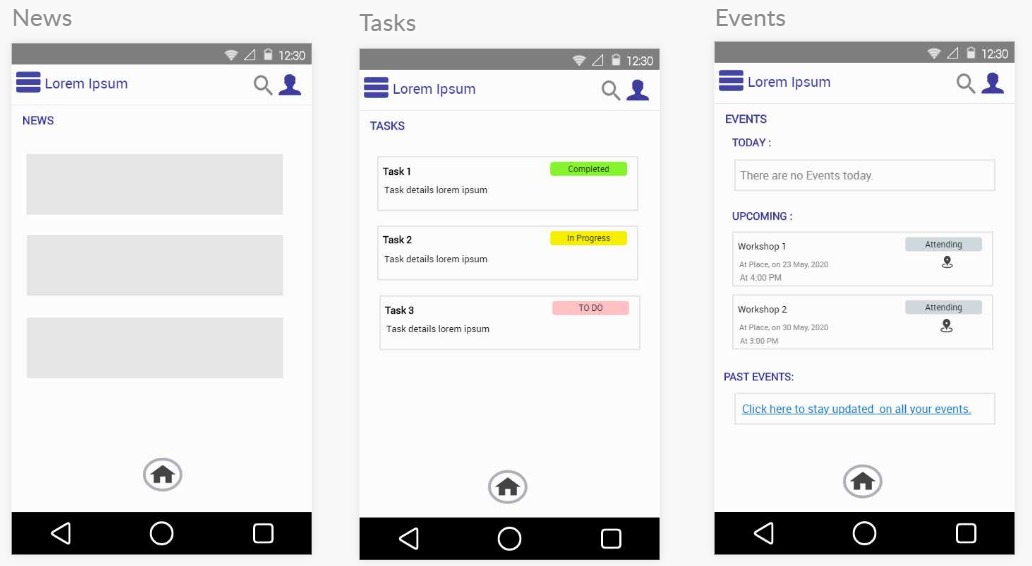 News
12:30
Lorem Ipsum
NEWS
Tasks
12:30
Lorem Ipsum
TASKS
Task 1
Completed
Task details lorem ipsum
Task 2
In Progress
Task details lorem ipsum
Task 3
TO DO
Task details lorem ipsum
Events
12:30
Lorem Ipsum
EVENTS
TODAY :
There are no Events today.
UPCOMING :
Workshop 1
Attending
At Place, on 23 May, 2020
At 4:00 PM
Workshop 2
Attending
At Place, on 30 May, 2020
At 3:00 PM
PAST EVENTS:
Click here to stay updated on all your events.